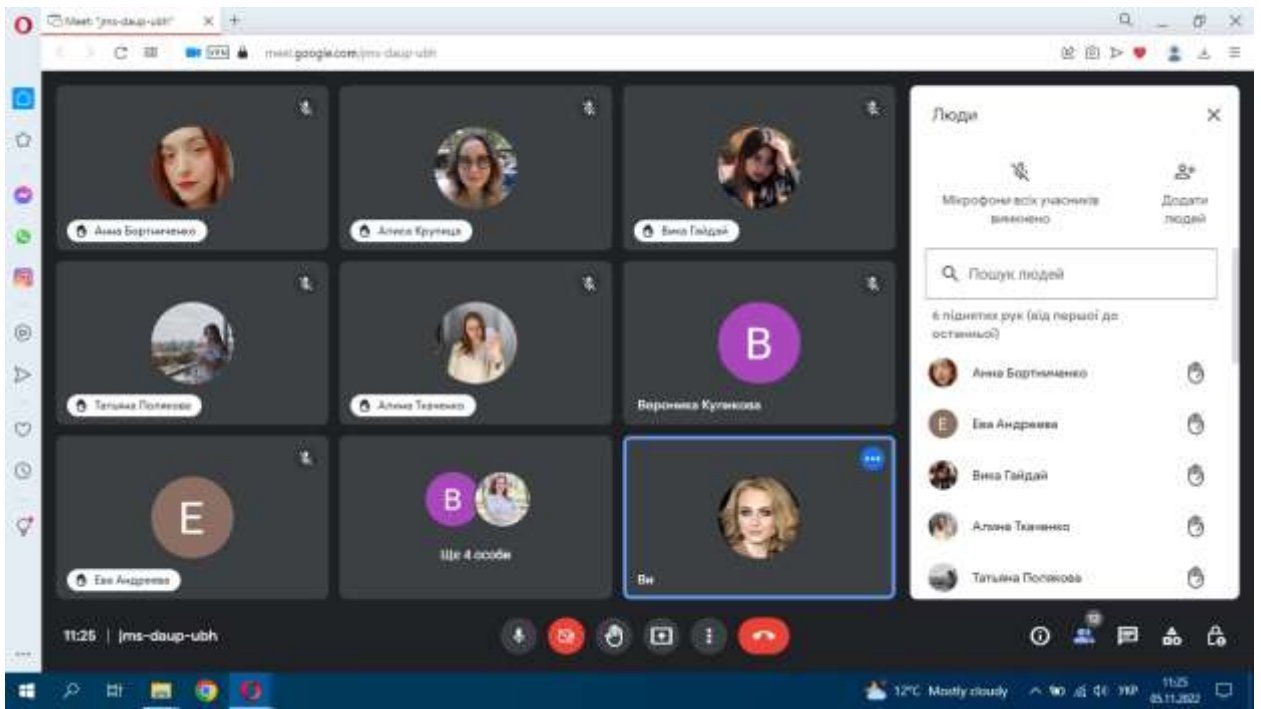 Meet: "jms-daup-ubh"
VPN
meet.google.com/jms-daup-ubh
Анна Бортниченко
Алиса Крупица
Вика Гайдай
Татьяна Полякова
Алина Ткаченко
В
Вероника Куликова
E
Ева Андреева
В
Ще 4 особи
Ви
Люди
Мікрофони всіх учасників вимкнено
Додати людей
Пошук людей
6 піднятих рук (від першої до
останньої)
Анна Бортниченко
E
Ева Андреева
Вика Гайдай
Алина Ткаченко
Татьяна Полякова
11:25 | jms-daup-ubh
12
12°C Mostly cloudy
УКР
11:25
05.11.2022